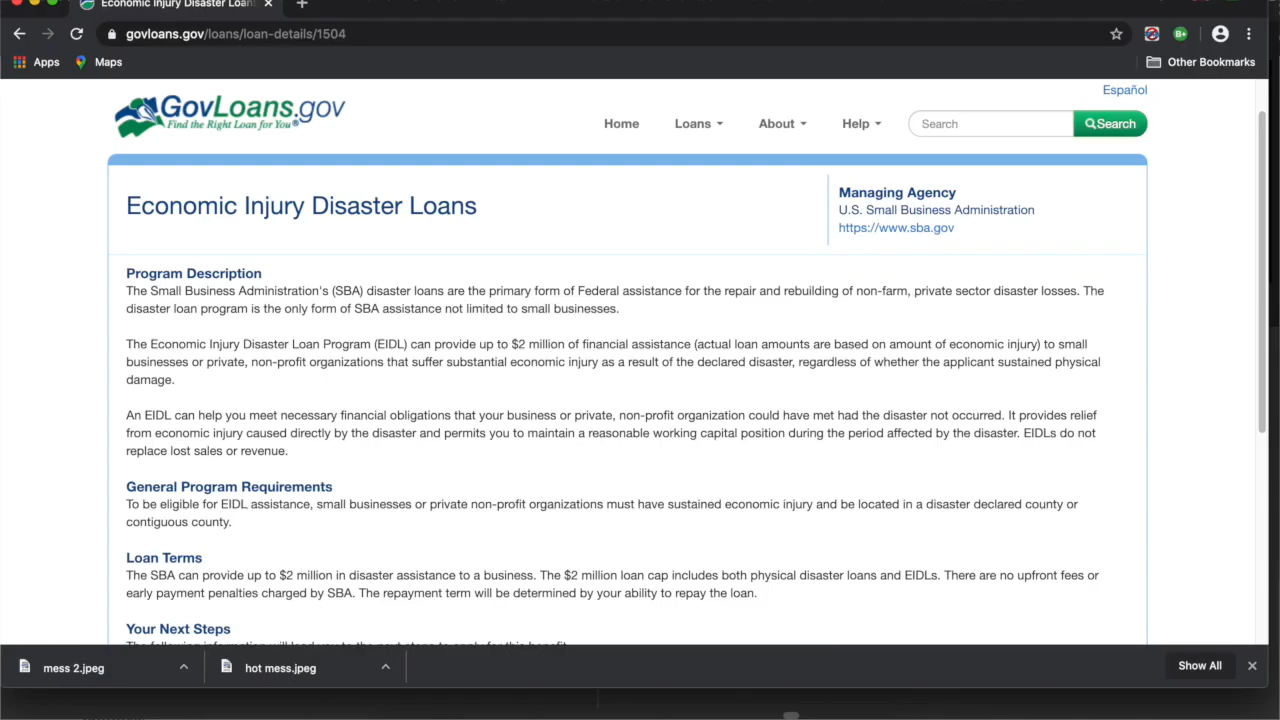 Economic Injury Disaster Loan
govloans.gov/loans/loan-details/1504
Apps
Maps
Other Bookmarks
Español
GovLoans.gov
Find the Right Loan for You®
Home
Loans
About
Help
Search
Search
Economic Injury Disaster Loans
Managing Agency
U.S. Small Business Administration
https://www.sba.gov
Program Description
The Small Business Administration's (SBA) disaster loans are the primary form of Federal assistance for the repair and rebuilding of non-farm, private sector disaster losses. The
disaster loan program is the only form of SBA assistance not limited to small businesses.
The Economic Injury Disaster Loan Program (EIDL) can provide up to $2 million of financial assistance (actual loan amounts are based on amount of economic injury) to small
businesses or private, non-profit organizations that suffer substantial economic injury as a result of the declared disaster, regardless of whether the applicant sustained physical
damage.
An EIDL can help you meet necessary financial obligations that your business or private, non-profit organization could have met had the disaster not occurred. It provides relief
from economic injury caused directly by the disaster and permits you to maintain a reasonable working capital position during the period affected by the disaster. EIDLs do not
replace lost sales or revenue.
General Program Requirements
To be eligible for EIDL assistance, small businesses or private non-profit organizations must have sustained economic injury and be located in a disaster declared county or
contiguous county.
Loan Terms
The SBA can provide up to $2 million in disaster assistance to a business. The $2 million loan cap includes both physical disaster loans and EIDLs. There are no upfront fees or
early payment penalties charged by SBA. The repayment term will be determined by your ability to repay the loan.
Your Next Steps
The following information will lead you to the next steps to apply for this benefit.
mess 2.jpeg
hot mess.jpeg
Show All